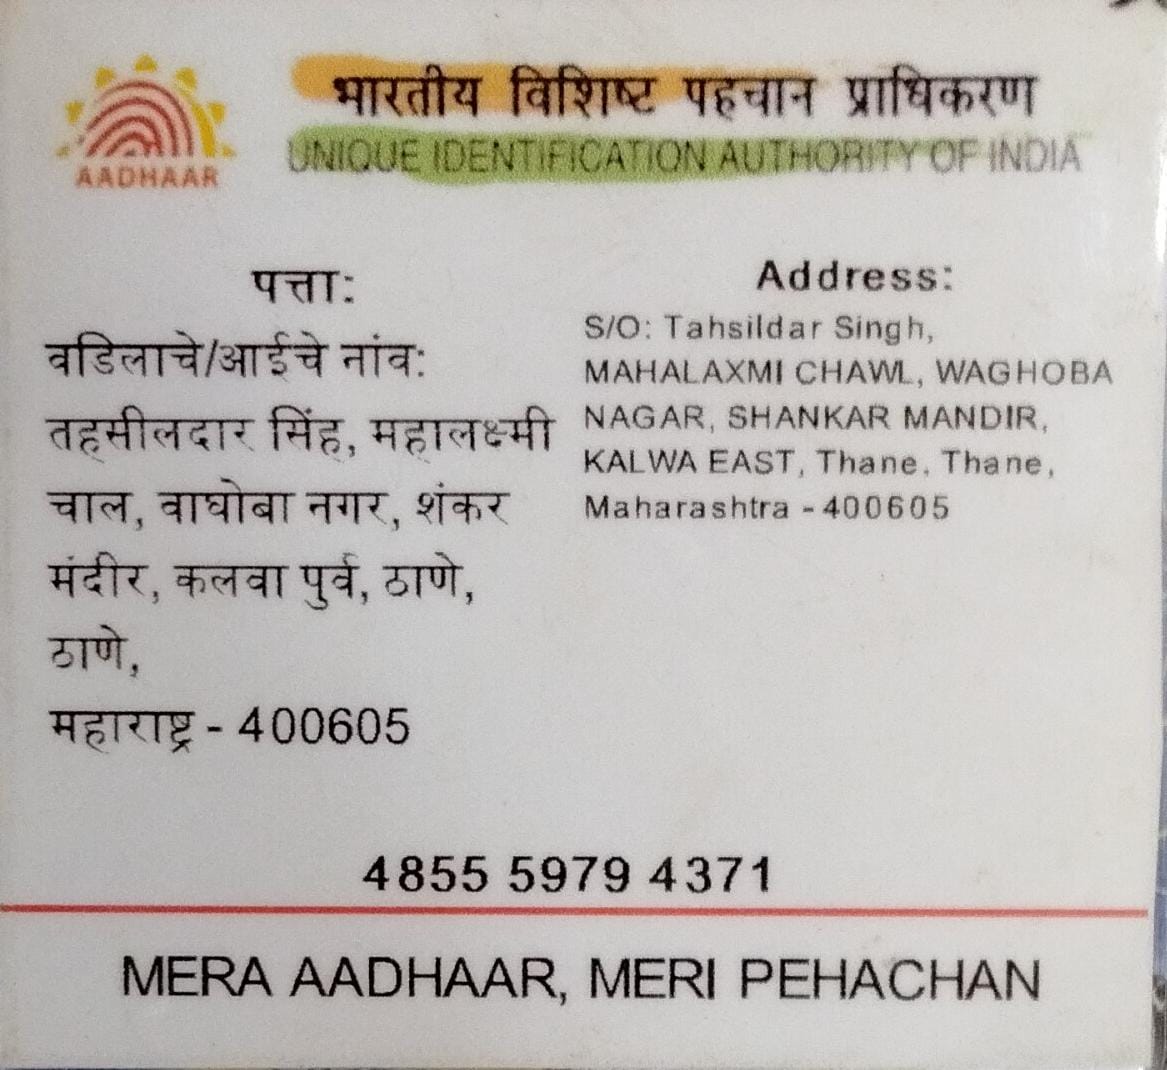 भारतीय विशिष्ट पहचान प्राधिकरण
UNIQUE IDENTIFICATION AUTHORITY OF INDIA
AADHAAR
पत्ता:
वडिलाचे/आईचे नांव:
तहसीलदार सिंह, महालक्ष्मी
चाल, वाघोबा नगर, शंकर
मंदीर, कलवा पुर्व, ठाणे,
ठाणे,
महाराष्ट्र - 400605
Address:
S/O: Tahsildar Singh,
MAHALAXMI CHAWL, WAGHOBA
NAGAR, SHANKAR MANDIR,
KALWA EAST, Thane, Thane,
Maharashtra - 400605
4855 5979 4371
MERA AADHAAR, MERI PEHACHAN